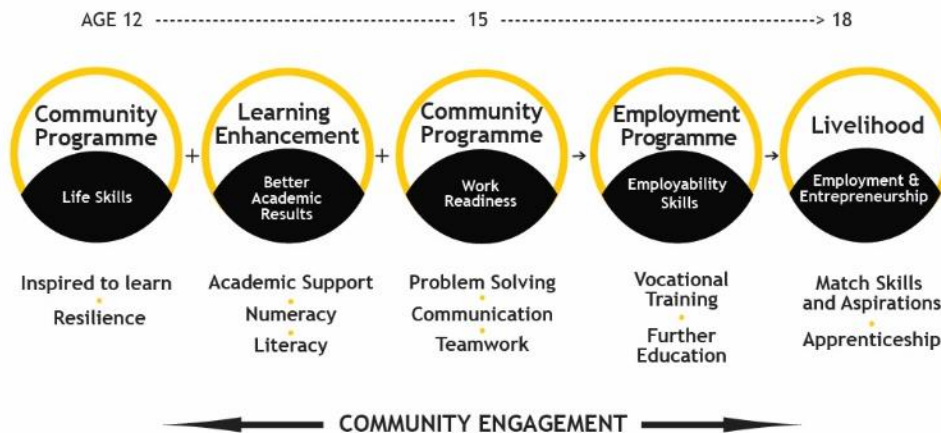 AGE 12 --------------------- 15 ---------------------> 18
Community
Programme
Life Skills
Inspired to learn
•
Resilience
+
Learning
Enhancement
Better
Academic
Results
Academic Support
•
Numeracy
•
Literacy
+
Community
Programme
Work
Readiness
Problem Solving
•
Communication
•
Teamwork
→
Employment
Programme
Employability
Skills
Vocational
Training
•
Further
Education
→
Livelihood
Employment &
Entrepreneurship
Match Skills
and Aspirations
•
Apprenticeship
COMMUNITY ENGAGEMENT